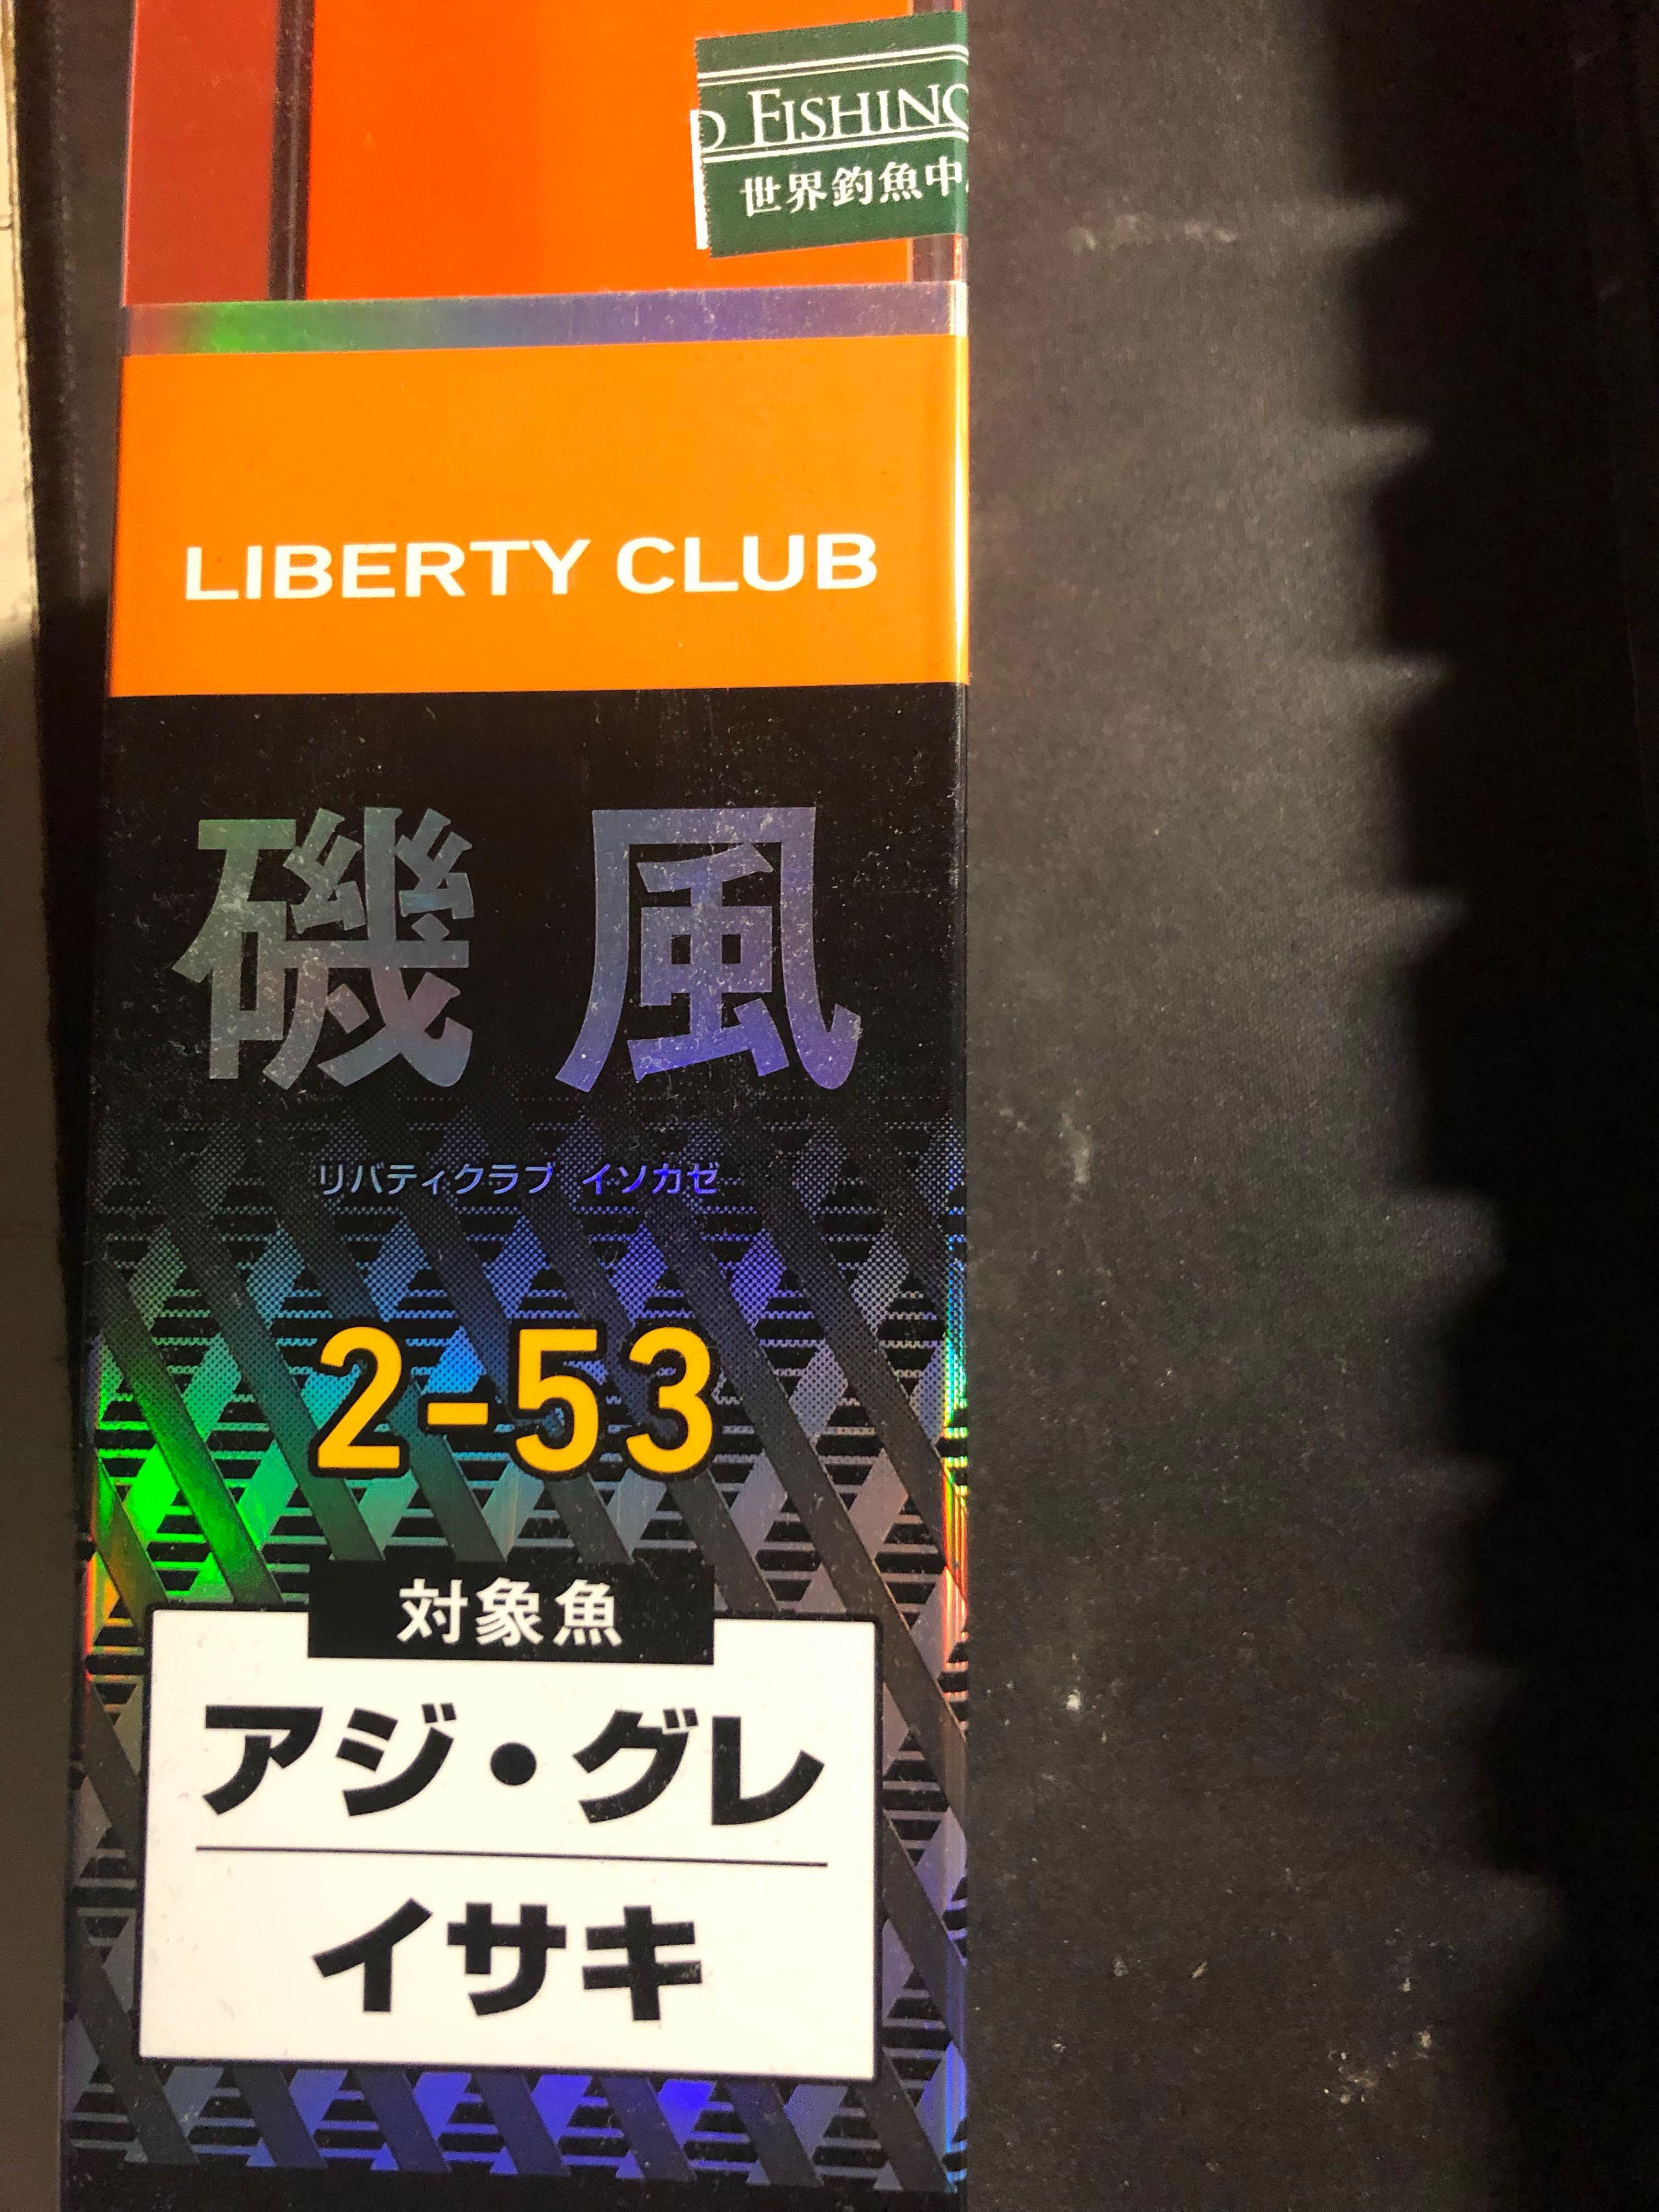 FISHING
世界釣魚中
LIBERTY CLUB
磯風
リバティクラブ イソカゼ
2-53
対象魚
アジ・グレ
イサキ